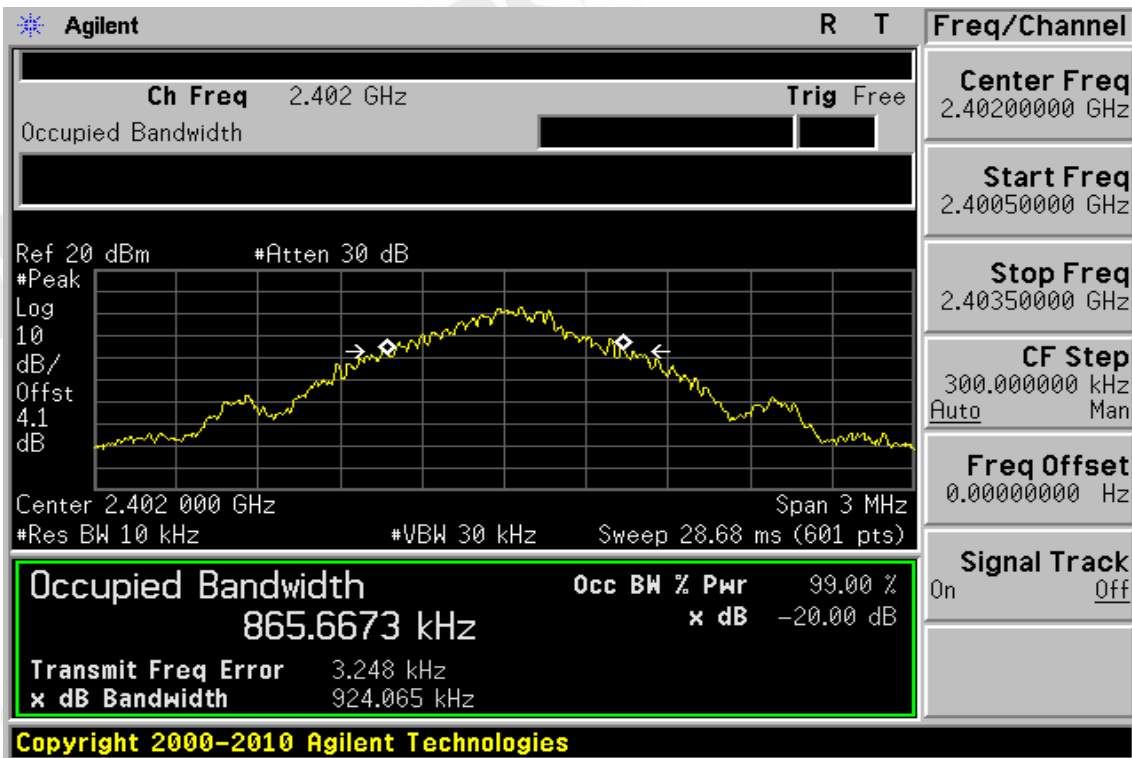 Agilent R T
Ch Freq 2.402 GHz Trig Free
Occupied Bandwidth
Ref 20 dBm #Atten 30 dB
#Peak
Log
10
dB/
Offst
4.1
dB
Center 2.402 000 GHz Span 3 MHz
#Res BW 10 kHz #VBW 30 kHz Sweep 28.68 ms (601 pts)
Occupied Bandwidth
865.6673 kHz
Occ BW % Pwr 99.00 %
x dB -20.00 dB
Transmit Freq Error 3.248 kHz
x dB Bandwidth 924.065 kHz
Copyright 2000-2010 Agilent Technologies
Freq/Channel
Center Freq
2.40200000 GHz
Start Freq
2.40050000 GHz
Stop Freq
2.40350000 GHz
CF Step
300.000000 kHz
Auto Man
Freq Offset
0.00000000 Hz
Signal Track
On Off